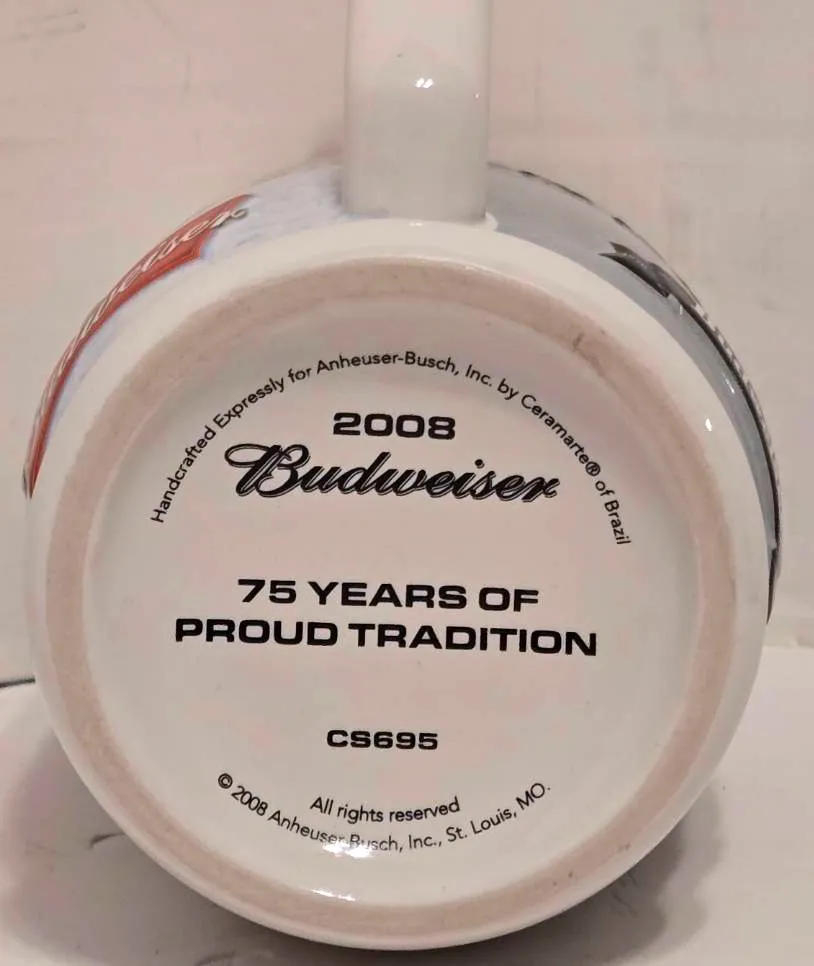 Budweiser
Handcrafted Expressly for Anheuser-Busch, Inc. by Ceramarte® of Brazil
2008
Budweiser
75 YEARS OF
PROUD TRADITION
CS695
All rights reserved
© 2008 Anheuser-Busch, Inc., St. Louis, MO.